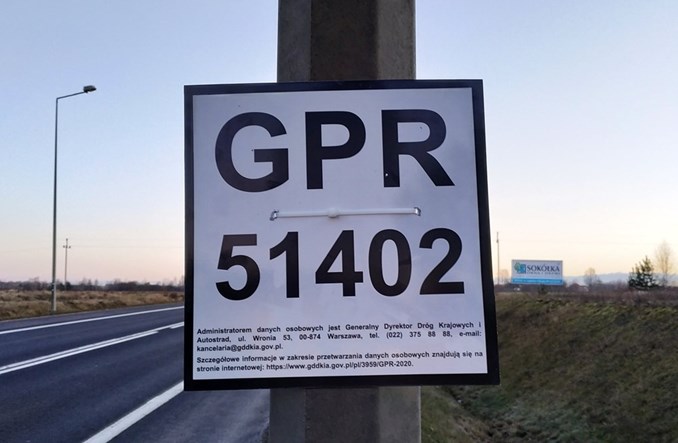 GPR
51402
Administratorem danych osobowych jest Generalny Dyrektor Dróg Krajowych i
Autostrad, ul. Wronia 53, 00-874 Warszawa, tel. (022) 375 88 88, e-mail:
kancelaria@gddkia.gov.pl.
Szczegółowe informacje w zakresie przetwarzania danych osobowych znajdują się na
stronie internetowej: https://www.gddkia.gov.pl/pl/3959/GPR-2020.
SOKÓŁKA